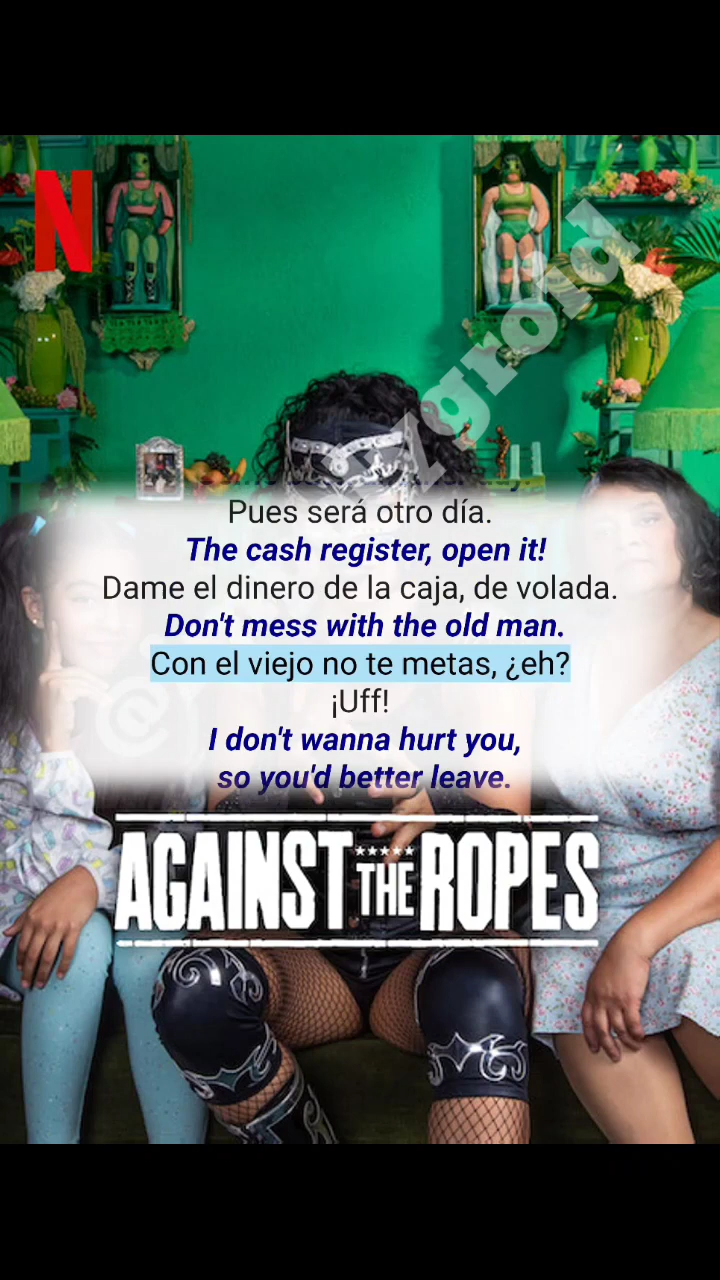 N
Pues será otro día.
The cash register, open it!
Dame el dinero de la caja, de volada.
Don't mess with the old man.
Con el viejo no te metas, ¿eh?
¡Uff!
I don't wanna hurt you,
so you'd better leave.
AGAINST THE ROPES